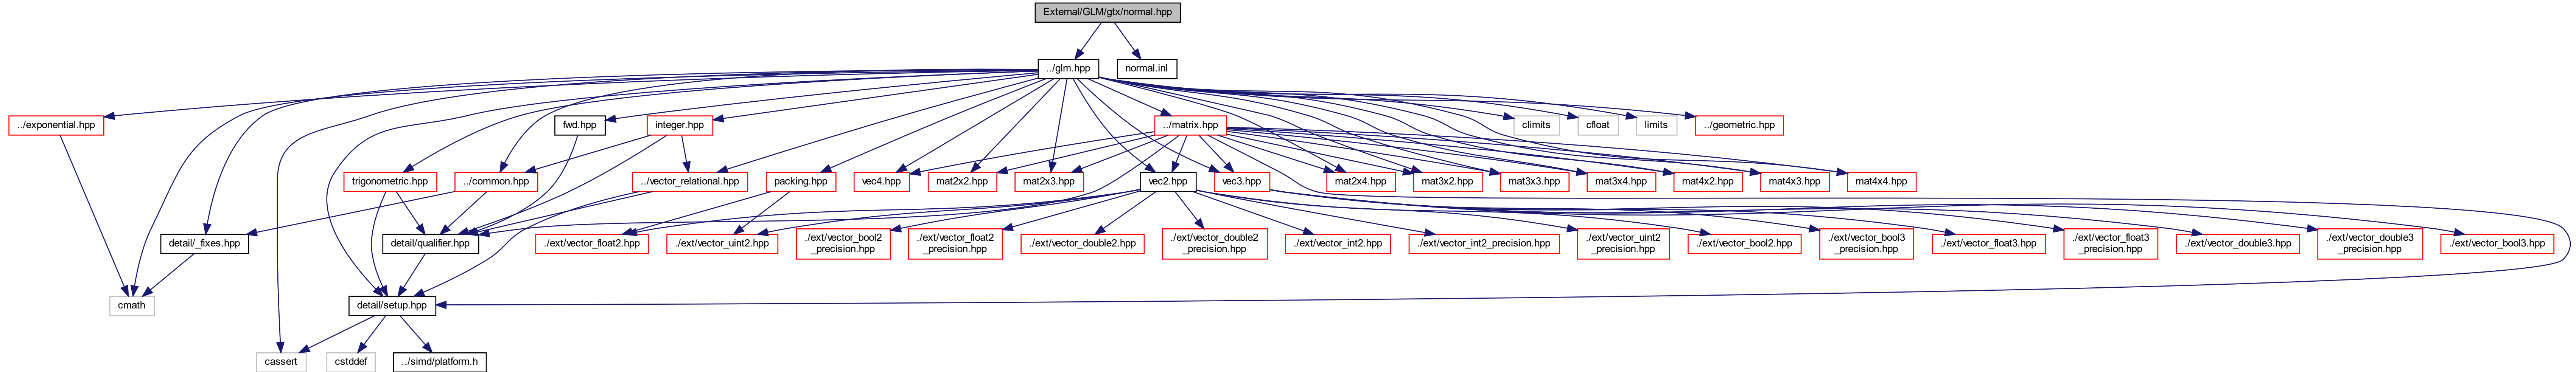 External/GLM/gtx/normal.hpp
../glm.hpp
normal.inl
../exponential.hpp
fwd.hpp
integer.hpp
../matrix.hpp
climits
cfloat
limits
../geometric.hpp
trigonometric.hpp
../common.hpp
../vector_relational.hpp
packing.hpp
vec4.hpp
mat2x2.hpp
mat2x3.hpp
vec2.hpp
vec3.hpp
mat2x4.hpp
mat3x2.hpp
mat3x3.hpp
mat3x4.hpp
mat4x2.hpp
mat4x3.hpp
mat4x4.hpp
detail/_fixes.hpp
detail/qualifier.hpp
./ext/vector_float2.hpp
./ext/vector_uint2.hpp
./ext/vector_bool2
_precision.hpp
./ext/vector_float2
_precision.hpp
./ext/vector_double2.hpp
./ext/vector_double2
_precision.hpp
./ext/vector_int2.hpp
./ext/vector_int2_precision.hpp
./ext/vector_uint2
_precision.hpp
./ext/vector_bool2.hpp
./ext/vector_bool3
_precision.hpp
./ext/vector_float3.hpp
./ext/vector_float3
_precision.hpp
./ext/vector_double3.hpp
./ext/vector_double3
_precision.hpp
./ext/vector_bool3.hpp
cmath
detail/setup.hpp
cassert
cstddef
../simd/platform.h